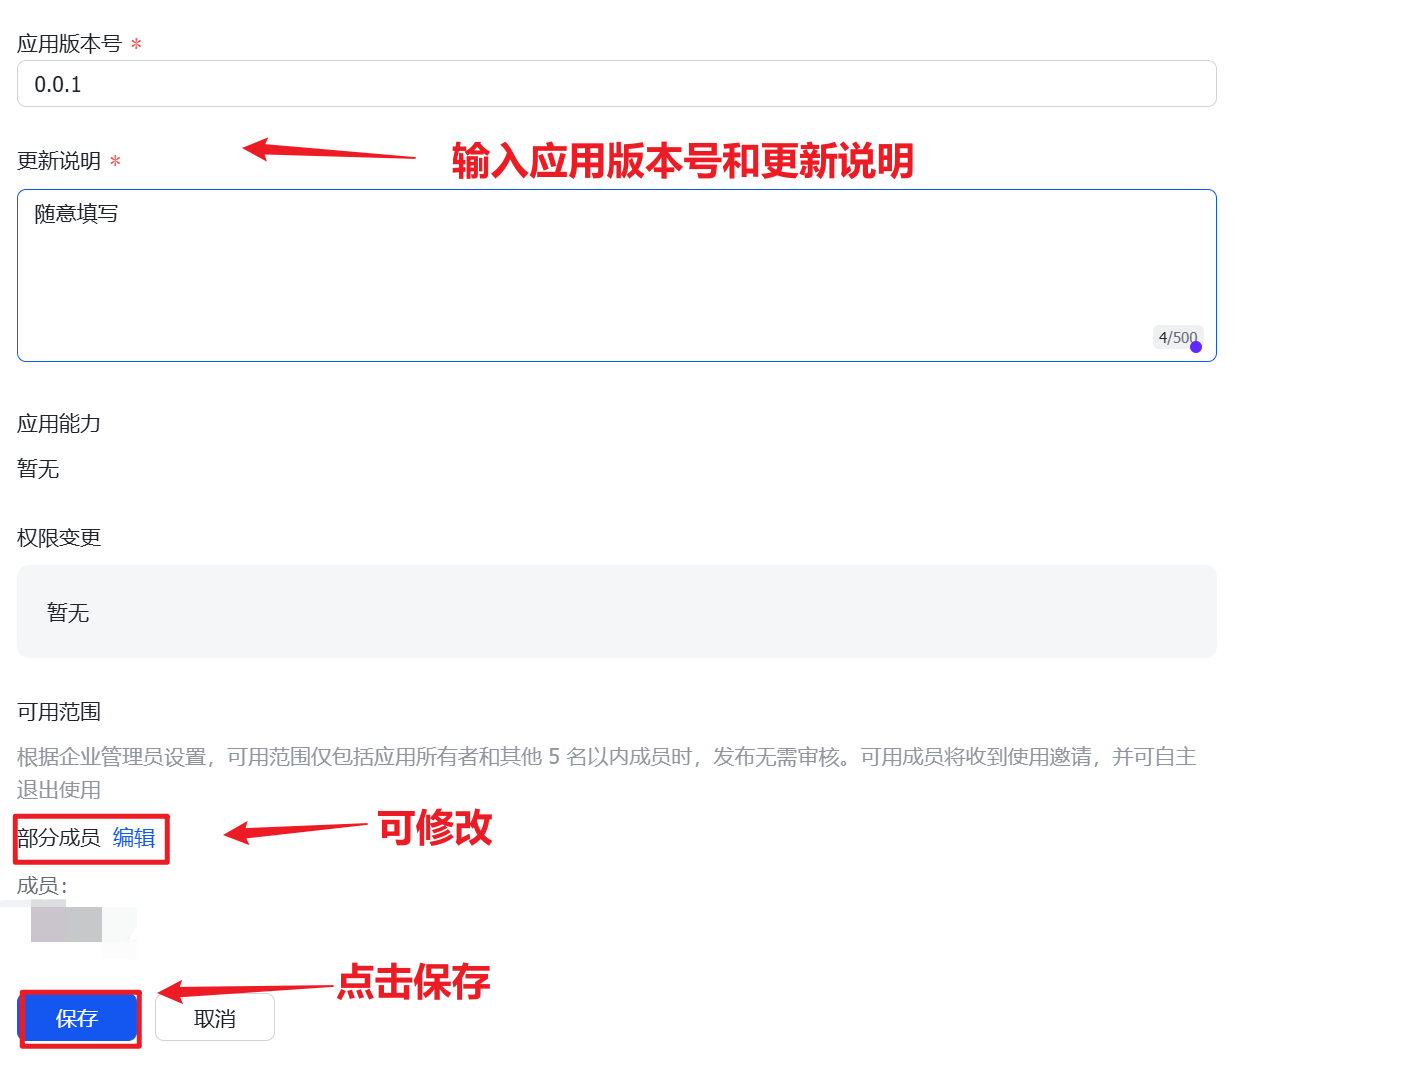 应用版本号 *
0.0.1
更新说明 *
输入应用版本号和更新说明
随意填写
4/500
应用能力
暂无
权限变更
暂无
可用范围
根据企业管理员设置，可用范围仅包括应用所有者和其他 5 名以内成员时，发布无需审核。可用成员将收到使用邀请，并可自主
退出使用
部分成员 编辑
可修改
成员：
点击保存
保存
取消